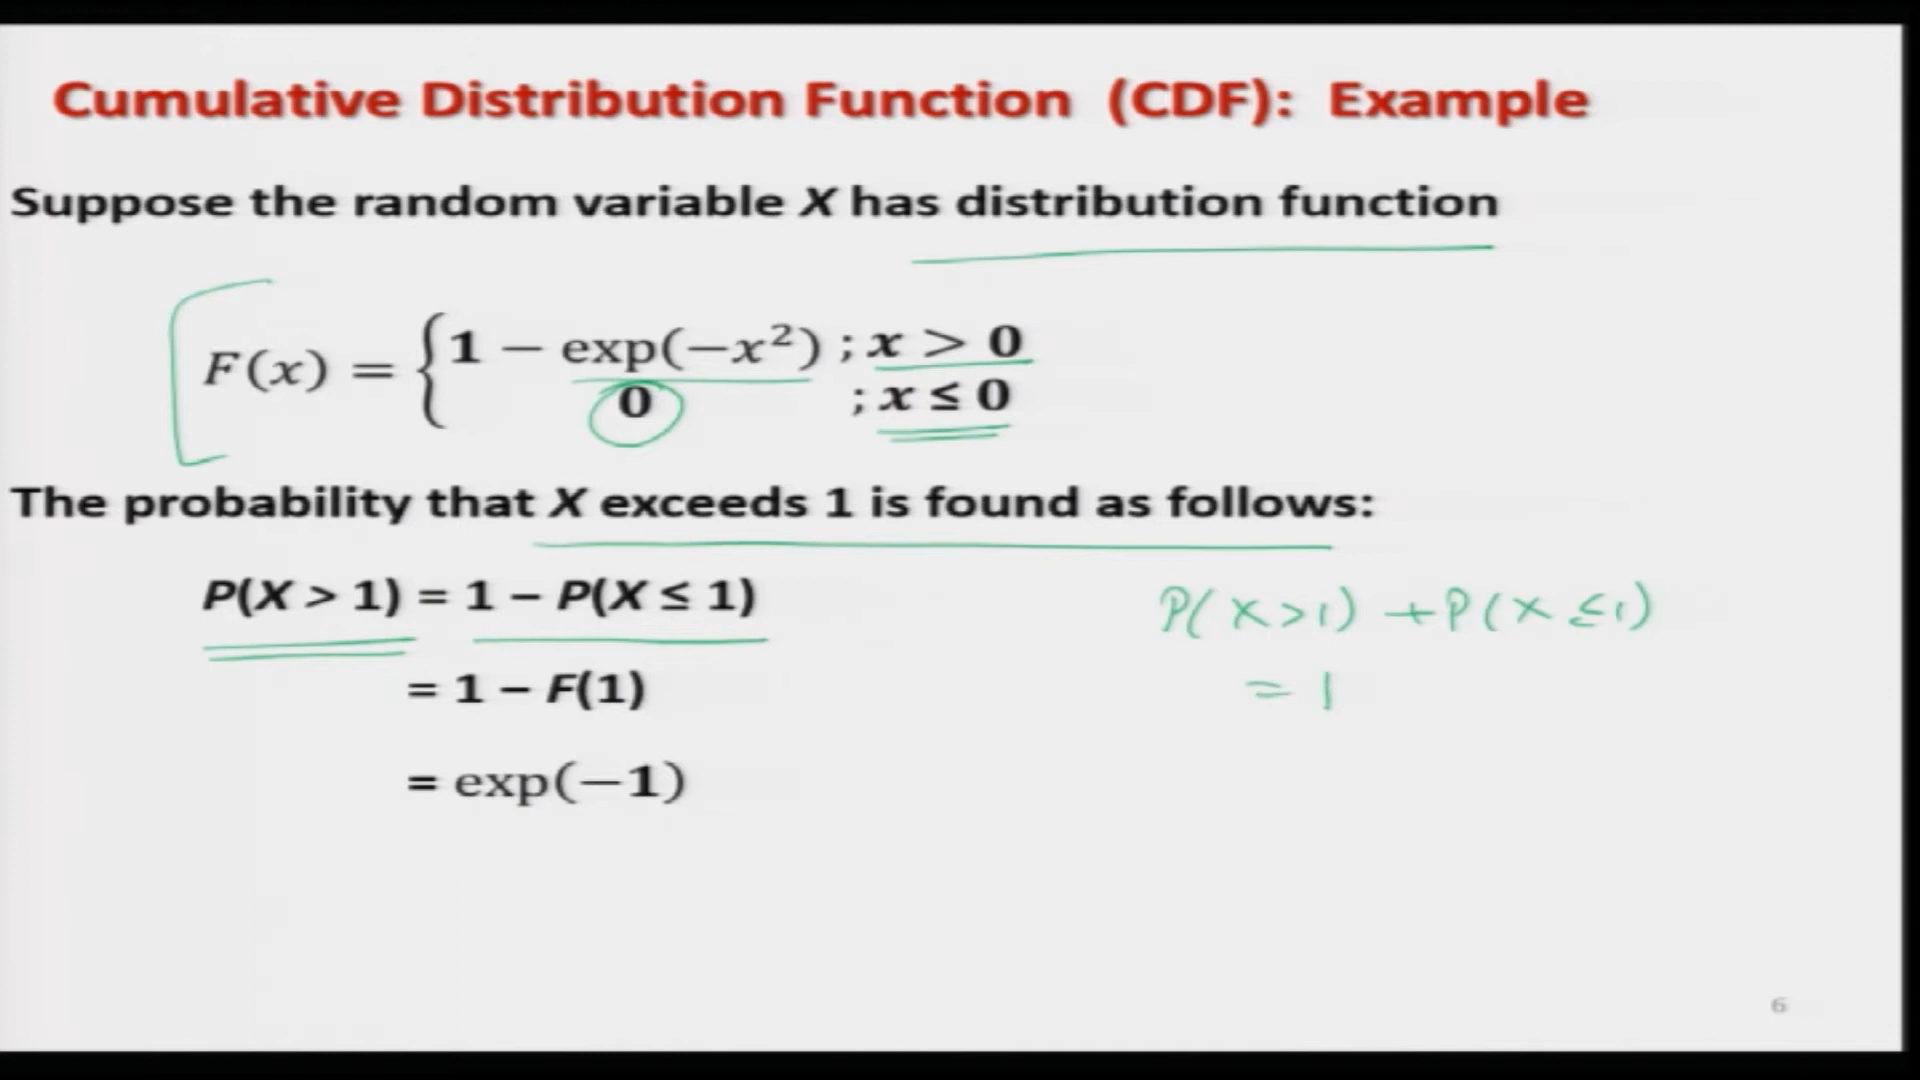 Cumulative Distribution Function (CDF): Example
Suppose the random variable X has distribution function
F(x) = { 1 − exp(−x²) ; x > 0
0 ; x ≤ 0
The probability that X exceeds 1 is found as follows:
P(X > 1) = 1 − P(X ≤ 1)
= 1 − F(1)
= exp(−1)
P(X>1) + P(X≤1)
= 1
6